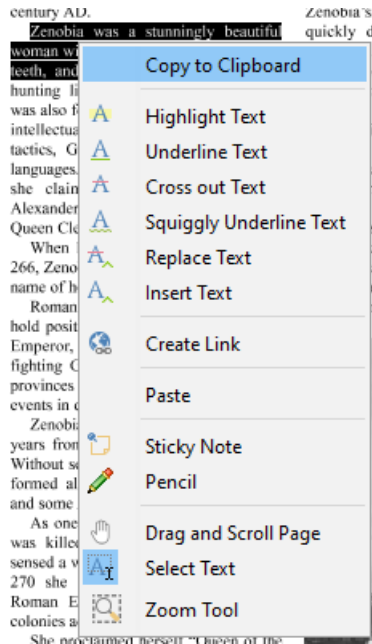 century AD.
Zenobia was a stunningly beautiful
woman
teeth, and
hunting
was also
intellectua
tactics, G
languages.
she claim
Alexander
Queen Cle
When
266, Zeno
name of h
Roman
hold posit
Emperor,
fighting C
provinces
events in
Zenobi
years from
Without se
formed al
and some
As one
was kille
sensed a v
270 she
Roman E
colonies a
She proclaimed herself "Queen of the
Zenobia's
quickly d
Copy to Clipboard
Highlight Text
Underline Text
Cross out Text
Squiggly Underline Text
Replace Text
Insert Text
Create Link
Paste
Sticky Note
Pencil
Drag and Scroll Page
Select Text
Zoom Tool